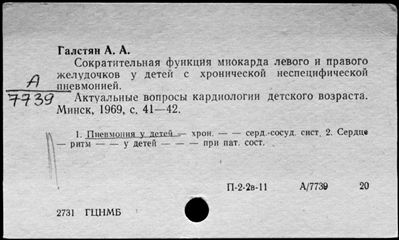 Галстян А. А.
Сократительная функция миокарда левого и правого
желудочков у детей с хронической неспецифической
пневмонией.
А
7739
Актуальные вопросы кардиологии детского возраста.
Минск, 1969, с. 41—42.
1. Пневмония у детей — хрон. — — серд.-сосуд. сист. 2. Сердце
— ритм — — у детей — — — при пат. сост.
П-2-2в-11 А/7739 20
2731 ГЦНМБ